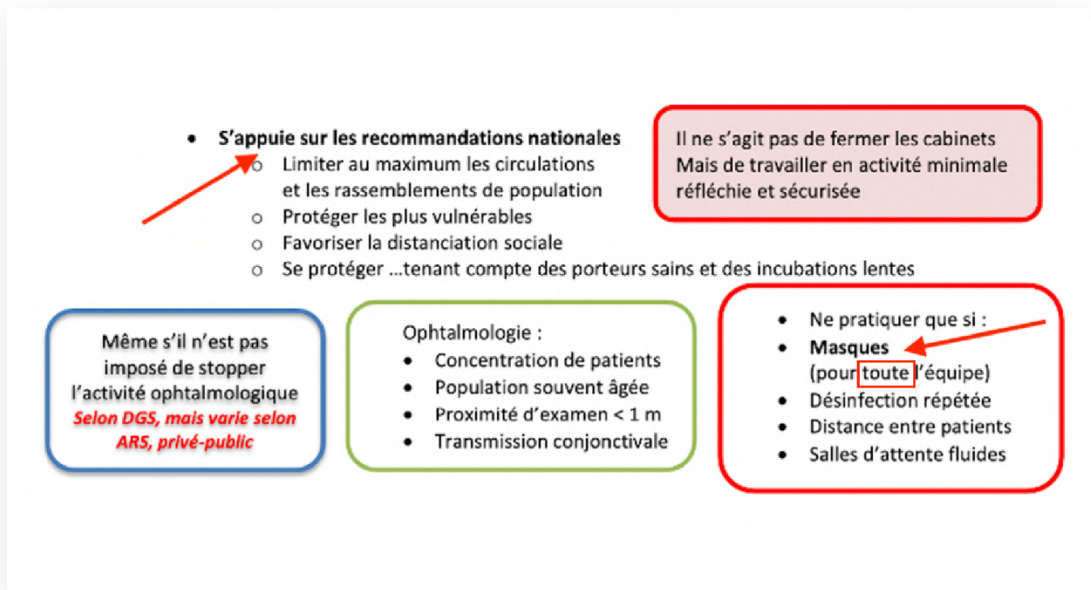 • S'appuie sur les recommandations nationales
o Limiter au maximum les circulations
et les rassemblements de population
o Protéger les plus vulnérables
o Favoriser la distanciation sociale
o Se protéger ...tenant compte des porteurs sains et des incubations lentes
Il ne s'agit pas de fermer les cabinets
Mais de travailler en activité minimale
réfléchie et sécurisée
Même s'il n'est pas
imposé de stopper
l'activité ophtalmologique
Selon DGS, mais varie selon
ARS, privé-public
Ophtalmologie :
• Concentration de patients
• Population souvent âgée
• Proximité d'examen < 1 m
• Transmission conjonctivale
• Ne pratiquer que si :
• Masques
(pour toute l'équipe)
• Désinfection répétée
• Distance entre patients
• Salles d'attente fluides